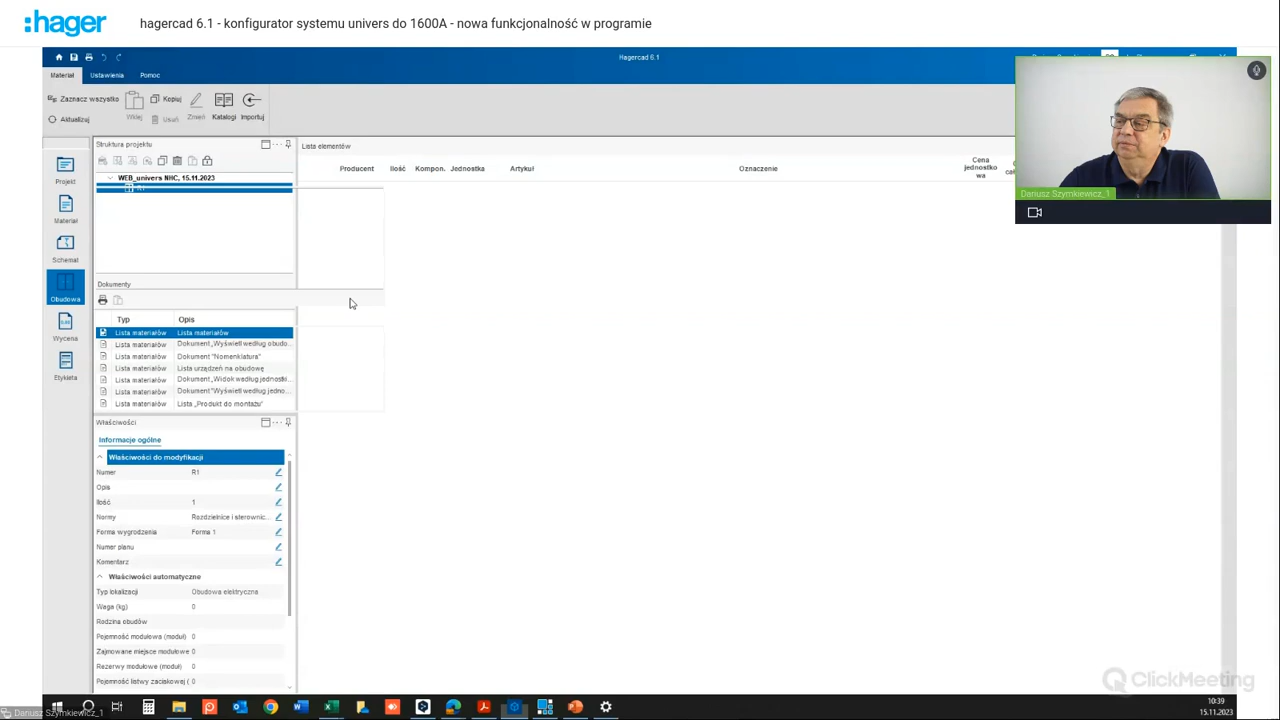 :hager
hagercad 6.1 - konfigurator systemu univers do 1600A - nowa funkcjonalność w programie
Hagercad 6.1
Materiał Ustawienia Pomoc
Zaznacz wszystko
Aktualizuj
Wklej
Kopiuj
Usuń
Zmień
Katalogi
Importuj
Projekt
Materiał
Schemat
Obudowa
Wycena
Etykieta
Struktura projektu
WEB_univers NHC, 15.11.2023
R1
Dokumenty
Typ Opis
Lista materiałów Lista materiałów
Lista materiałów Dokument „Wyświetl według obudo...
Lista materiałów Dokument "Nomenklatura"
Lista materiałów Lista urządzeń na obudowę
Lista materiałów Dokument „Widok według jednostki...
Lista materiałów Dokument "Wyświetl według jedno...
Lista materiałów Lista „Produkt do montażu"
Właściwości
Informacje ogólne
Właściwości do modyfikacji
Numer R1
Opis
Ilość 1
Normy Rozdzielnice i sterownic...
Forma wygrodzenia Forma 1
Numer planu
Komentarz
Właściwości automatyczne
Typ lokalizacji Obudowa elektryczna
Waga (kg) 0
Rodzina obudów
Pojemność modułowa (moduł) 0
Zajmowane miejsce modułowe 0
Rezerwy modułowe (moduł) 0
Pojemność listwy zaciskowej ( 0
Lista elementów
Producent Ilość Kompon. Jednostka Artykuł Oznaczenie Cena jednostko wa
Dariusz Szymkiewicz_1
ClickMeeting
Dariusz Szymkiewicz_1
10:39
15.11.2023